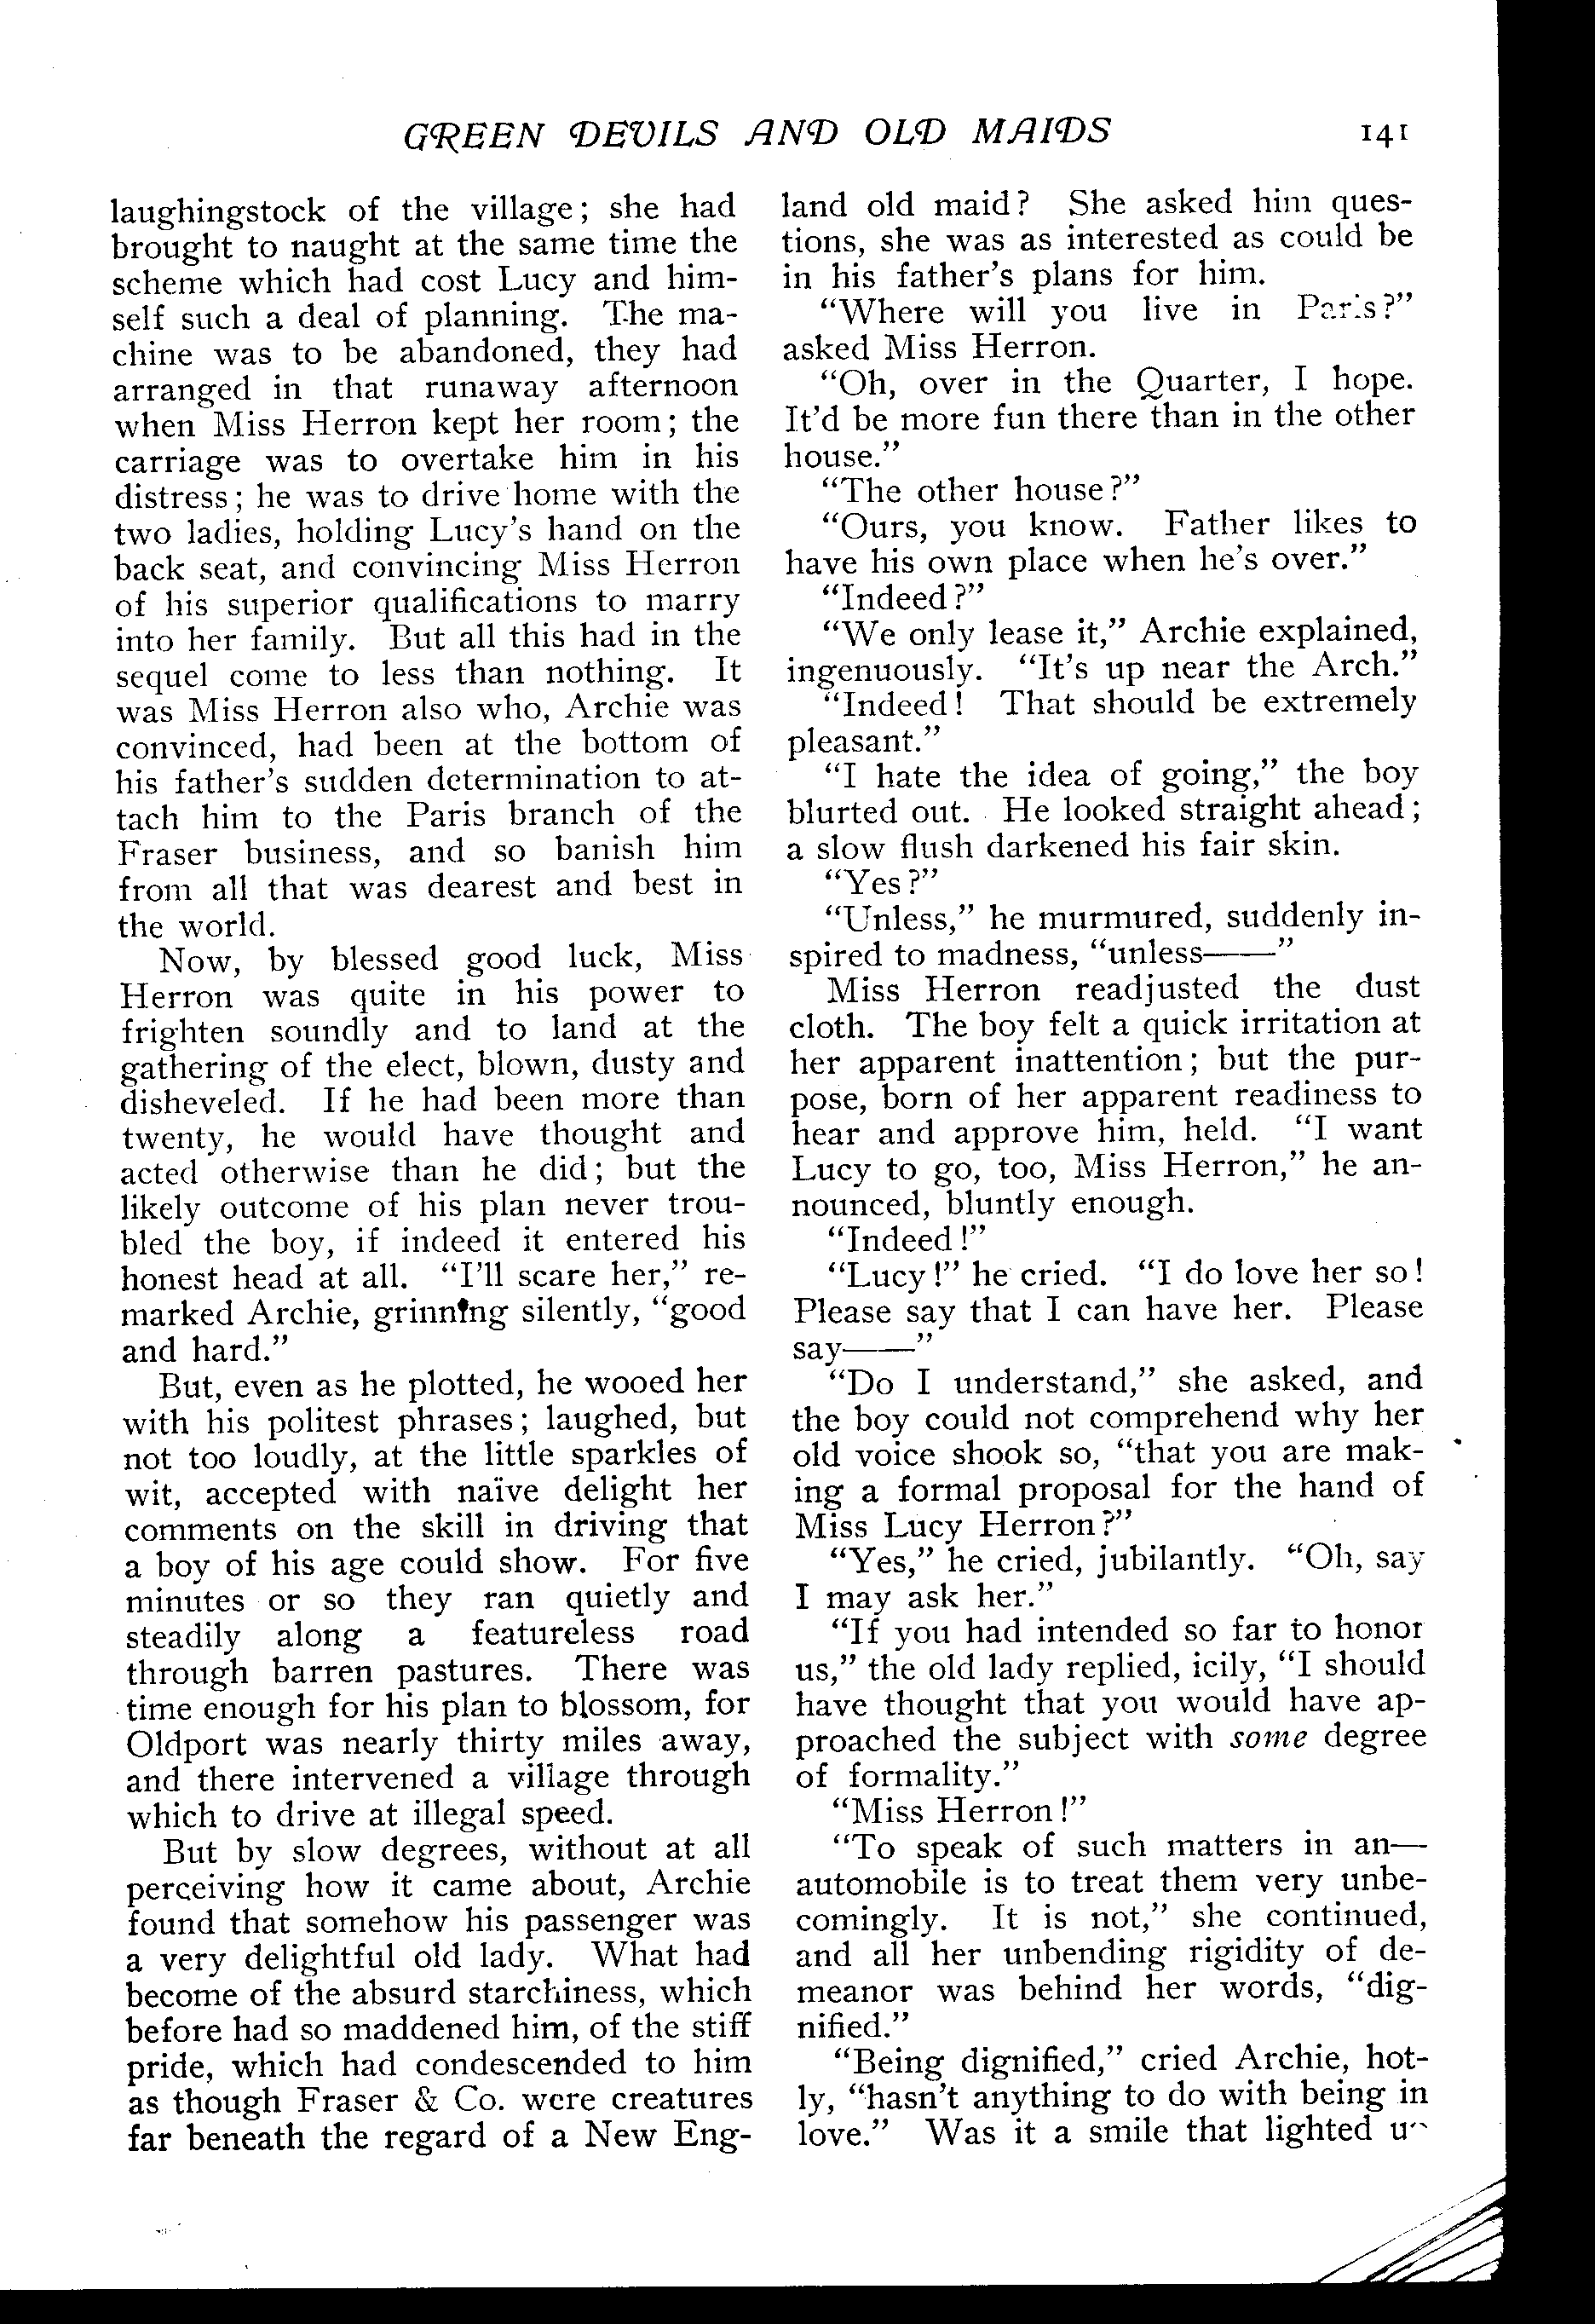 GREEN DEVILS AND OLD MAIDS 141
laughingstock of the village; she had
brought to naught at the same time the
scheme which had cost Lucy and him-
self such a deal of planning. The ma-
chine was to be abandoned, they had
arranged in that runaway afternoon
when Miss Herron kept her room; the
carriage was to overtake him in his
distress; he was to drive home with the
two ladies, holding Lucy's hand on the
back seat, and convincing Miss Herron
of his superior qualifications to marry
into her family. But all this had in the
sequel come to less than nothing. It
was Miss Herron also who, Archie was
convinced, had been at the bottom of
his father's sudden determination to at-
tach him to the Paris branch of the
Fraser business, and so banish him
from all that was dearest and best in
the world.
Now, by blessed good luck, Miss
Herron was quite in his power to
frighten soundly and to land at the
gathering of the elect, blown, dusty and
disheveled. If he had been more than
twenty, he would have thought and
acted otherwise than he did; but the
likely outcome of his plan never trou-
bled the boy, if indeed it entered his
honest head at all. "I'll scare her," re-
marked Archie, grinning silently, "good
and hard."
But, even as he plotted, he wooed her
with his politest phrases; laughed, but
not too loudly, at the little sparkles of
wit, accepted with naïve delight her
comments on the skill in driving that
a boy of his age could show. For five
minutes or so they ran quietly and
steadily along a featureless road
through barren pastures. There was
time enough for his plan to blossom, for
Oldport was nearly thirty miles away,
and there intervened a village through
which to drive at illegal speed.
But by slow degrees, without at all
perceiving how it came about, Archie
found that somehow his passenger was
a very delightful old lady. What had
become of the absurd starchiness, which
before had so maddened him, of the stiff
pride, which had condescended to him
as though Fraser & Co. were creatures
far beneath the regard of a New Eng-
land old maid? She asked him ques-
tions, she was as interested as could be
in his father's plans for him.
"Where will you live in Paris?"
asked Miss Herron.
"Oh, over in the Quarter, I hope.
It'd be more fun there than in the other
house."
"The other house?"
"Ours, you know. Father likes to
have his own place when he's over."
"Indeed?"
"We only lease it," Archie explained,
ingenuously. "It's up near the Arch."
"Indeed! That should be extremely
pleasant."
"I hate the idea of going," the boy
blurted out. He looked straight ahead;
a slow flush darkened his fair skin.
"Yes?"
"Unless," he murmured, suddenly in-
spired to madness, "unless——"
Miss Herron readjusted the dust
cloth. The boy felt a quick irritation at
her apparent inattention; but the pur-
pose, born of her apparent readiness to
hear and approve him, held. "I want
Lucy to go, too, Miss Herron," he an-
nounced, bluntly enough.
"Indeed!"
"Lucy!" he cried. "I do love her so!
Please say that I can have her. Please
say——"
"Do I understand," she asked, and
the boy could not comprehend why her
old voice shook so, "that you are mak-
ing a formal proposal for the hand of
Miss Lucy Herron?"
"Yes," he cried, jubilantly. "Oh, say
I may ask her."
"If you had intended so far to honor
us," the old lady replied, icily, "I should
have thought that you would have ap-
proached the subject with some degree
of formality."
"Miss Herron!"
"To speak of such matters in an—
automobile is to treat them very unbe-
comingly. It is not," she continued,
and all her unbending rigidity of de-
meanor was behind her words, "dig-
nified."
"Being dignified," cried Archie, hot-
ly, "hasn't anything to do with being in
love." Was it a smile that lighted